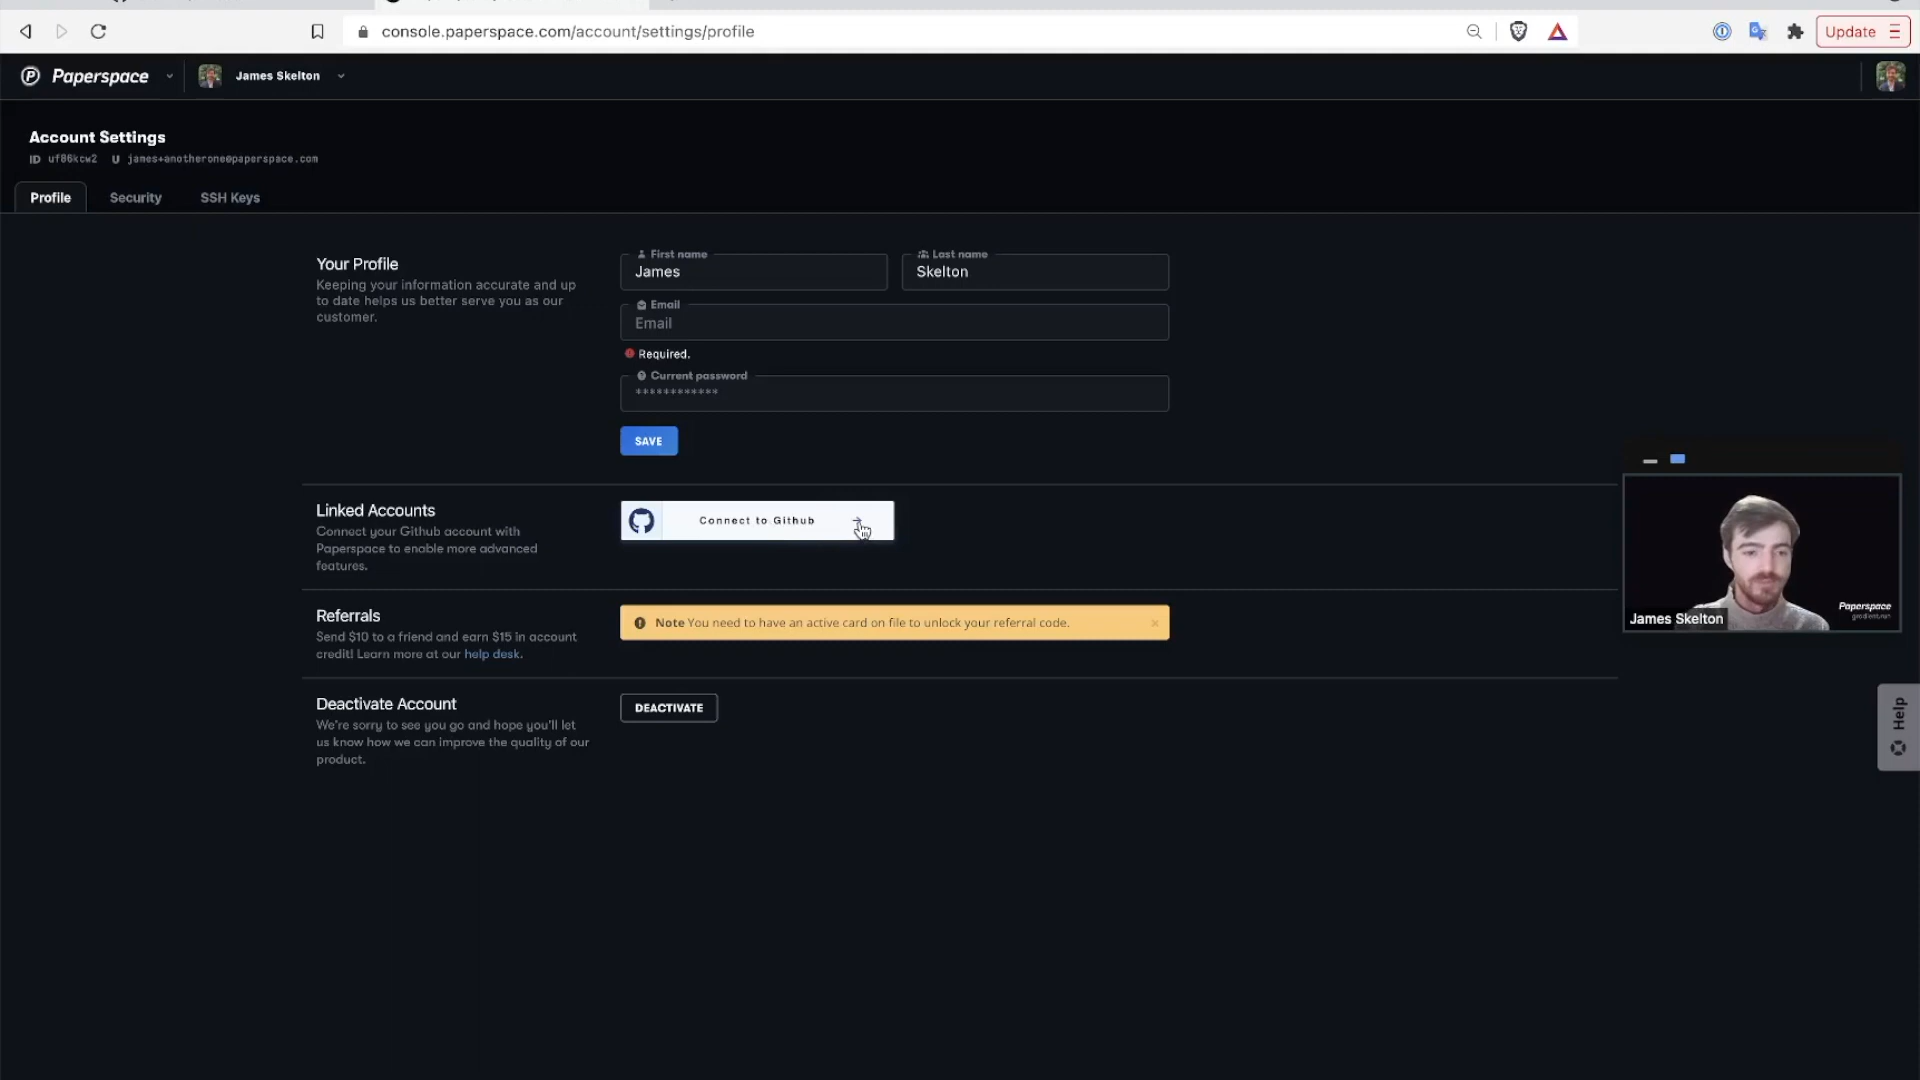 console.paperspace.com/account/settings/profile
Update
Paperspace
James Skelton
Account Settings
ID uf86kcw2 U james+anotherone@paperspace.com
Profile
Security
SSH Keys
Your Profile
Keeping your information accurate and up
to date helps us better serve you as our
customer.
First name
James
Last name
Skelton
Email
Email
Required.
Current password
************
SAVE
Linked Accounts
Connect your Github account with
Paperspace to enable more advanced
features.
Connect to Github
Referrals
Send $10 to a friend and earn $15 in account
credit! Learn more at our help desk.
Note You need to have an active card on file to unlock your referral code.
Deactivate Account
We're sorry to see you go and hope you'll let
us know how we can improve the quality of our
product.
DEACTIVATE
James Skelton
Paperspace
gradient.run
Help